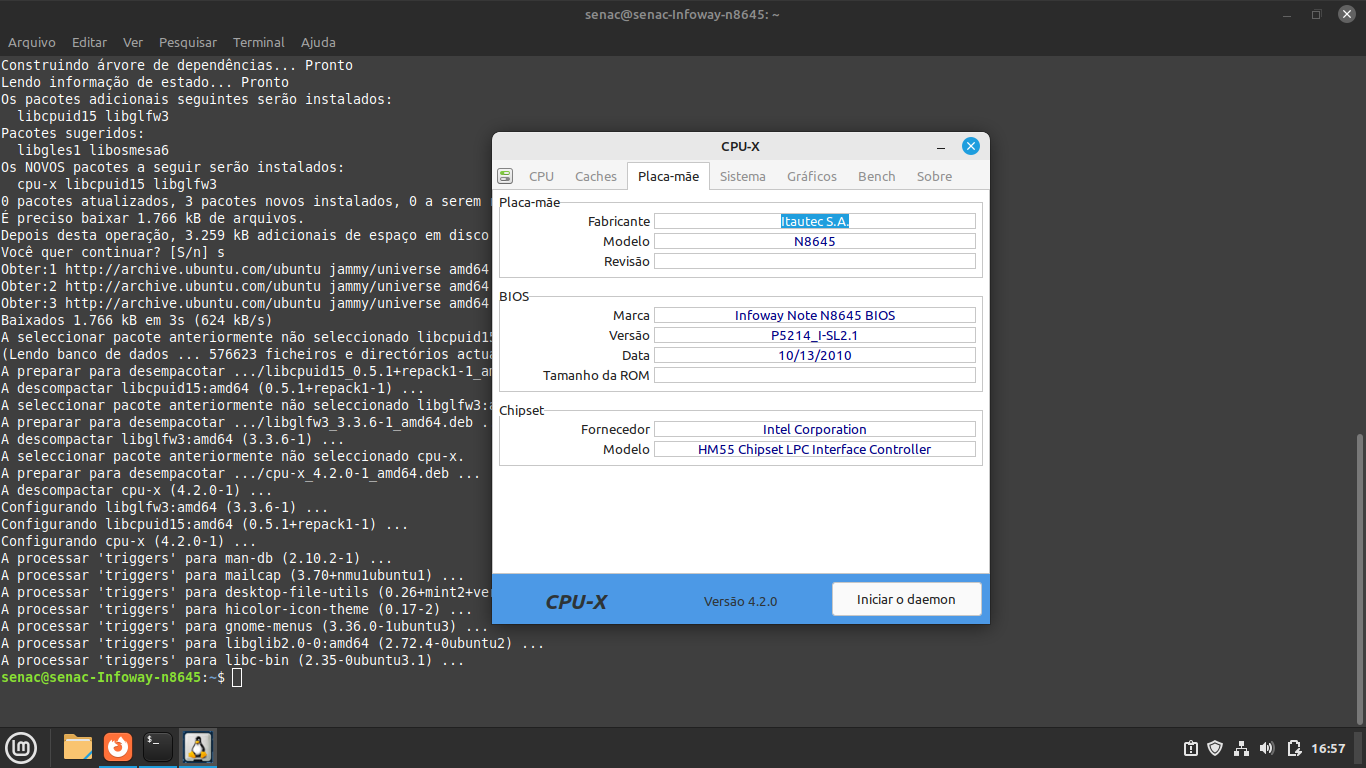 senac@senac-Infoway-n8645: ~
Arquivo Editar Ver Pesquisar Terminal Ajuda
Construindo árvore de dependências... Pronto
Lendo informação de estado... Pronto
Os pacotes adicionais seguintes serão instalados:
libcpuid15 libglfw3
Pacotes sugeridos:
libgles1 libosmesa6
Os NOVOS pacotes a seguir serão instalados:
cpu-x libcpuid15 libglfw3
0 pacotes atualizados, 3 pacotes novos instalados, 0 a serem
É preciso baixar 1.766 kB de arquivos.
Depois desta operação, 3.259 kB adicionais de espaço em disco
Você quer continuar? [S/n] s
Obter:1 http://archive.ubuntu.com/ubuntu jammy/universe amd64
Obter:2 http://archive.ubuntu.com/ubuntu jammy/universe amd64
Obter:3 http://archive.ubuntu.com/ubuntu jammy/universe amd64
Baixados 1.766 kB em 3s (624 kB/s)
A seleccionar pacote anteriormente não seleccionado libcpuid15
(Lendo banco de dados ... 576623 ficheiros e directórios actua
A preparar para desempacotar .../libcpuid15_0.5.1+repack1-1_am
A descompactar libcpuid15:amd64 (0.5.1+repack1-1) ...
A seleccionar pacote anteriormente não seleccionado libglfw3:a
A preparar para desempacotar .../libglfw3_3.3.6-1_amd64.deb .
A descompactar libglfw3:amd64 (3.3.6-1) ...
A seleccionar pacote anteriormente não seleccionado cpu-x.
A preparar para desempacotar .../cpu-x_4.2.0-1_amd64.deb ...
A descompactar cpu-x (4.2.0-1) ...
Configurando libglfw3:amd64 (3.3.6-1) ...
Configurando libcpuid15:amd64 (0.5.1+repack1-1) ...
Configurando cpu-x (4.2.0-1) ...
A processar 'triggers' para man-db (2.10.2-1) ...
A processar 'triggers' para mailcap (3.70+nmu1ubuntu1) ...
A processar 'triggers' para desktop-file-utils (0.26+mint2+ve
A processar 'triggers' para hicolor-icon-theme (0.17-2) ...
A processar 'triggers' para gnome-menus (3.36.0-1ubuntu3) ...
A processar 'triggers' para libglib2.0-0:amd64 (2.72.4-0ubuntu2) ...
A processar 'triggers' para libc-bin (2.35-0ubuntu3.1) ...
senac@senac-Infoway-n8645:~$
CPU-X
CPU Caches Placa-mãe Sistema Gráficos Bench Sobre
Placa-mãe
Fabricante Itautec S.A.
Modelo N8645
Revisão
BIOS
Marca Infoway Note N8645 BIOS
Versão P5214_I-SL2.1
Data 10/13/2010
Tamanho da ROM
Chipset
Fornecedor Intel Corporation
Modelo HM55 Chipset LPC Interface Controller
CPU-X Versão 4.2.0 Iniciar o daemon
16:57